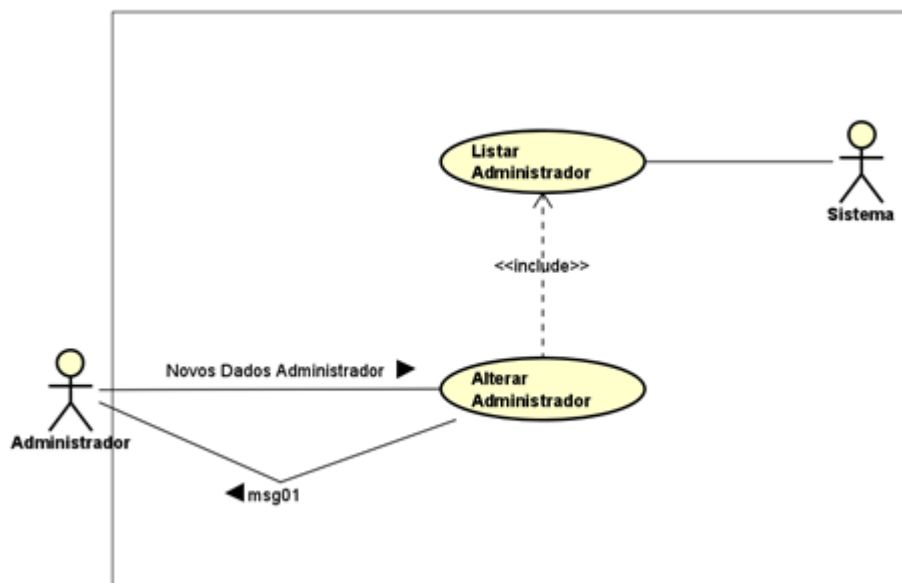 Listar
Administrador
Sistema
<<include>>
Novos Dados Administrador
Alterar
Administrador
Administrador
msg01